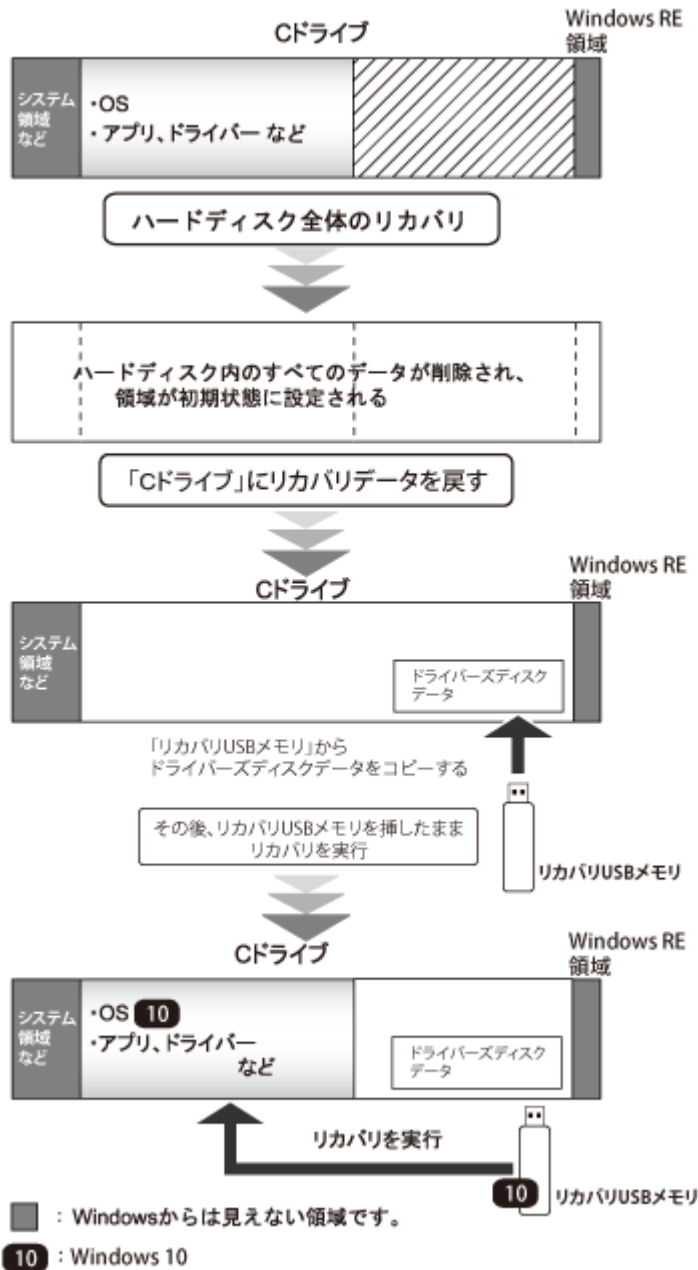 Cドライブ
Windows RE
領域
システム
領域
など
・OS
・アプリ、ドライバー など
ハードディスク全体のリカバリ
ハードディスク内のすべてのデータが削除され、
領域が初期状態に設定される
「Cドライブ」にリカバリデータを戻す
Cドライブ
Windows RE
領域
システム
領域
など
ドライバーズディスク
データ
「リカバリUSBメモリ」から
ドライバーズディスクデータをコピーする
その後、リカバリUSBメモリを挿したまま
リカバリを実行
リカバリUSBメモリ
Cドライブ
Windows RE
領域
システム
領域
など
・OS 10
・アプリ、ドライバー
など
ドライバーズディスク
データ
リカバリを実行
10 リカバリUSBメモリ
：Windowsからは見えない領域です。
10：Windows 10